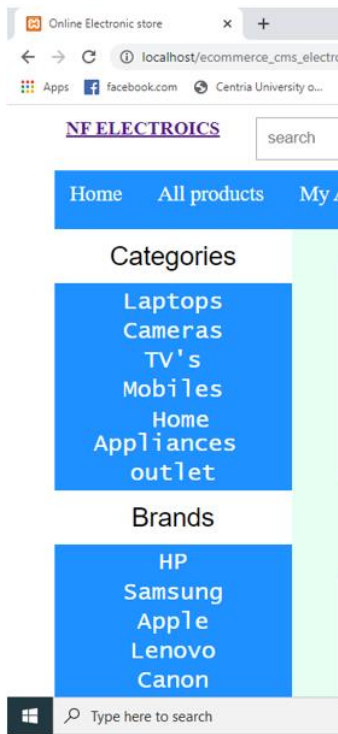 Online Electronic store
localhost/ecommerce_cms_electro
Apps facebook.com Centria University o...
NF ELECTROICS
search
Home All products My
Categories
Laptops
Cameras
TV's
Mobiles
Home
Appliances
outlet
Brands
HP
Samsung
Apple
Lenovo
Canon
Type here to search